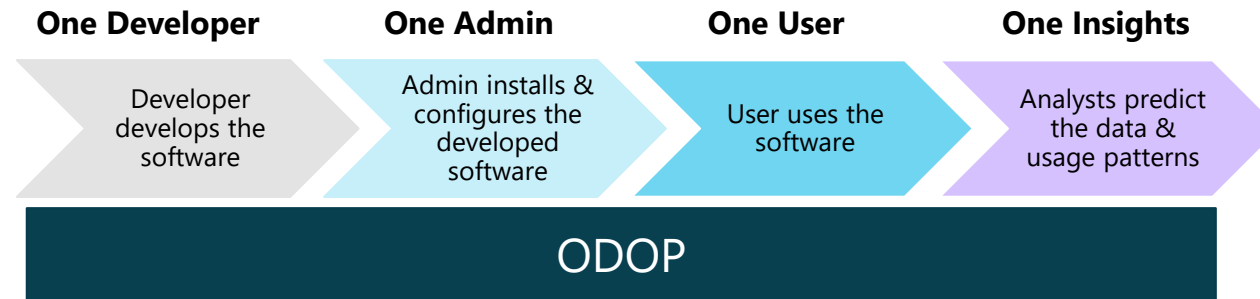 One Developer
One Admin
One User
One Insights
Developer
develops the
software
Admin installs &
configures the
developed
software
User uses the
software
Analysts predict
the data &
usage patterns
ODOP